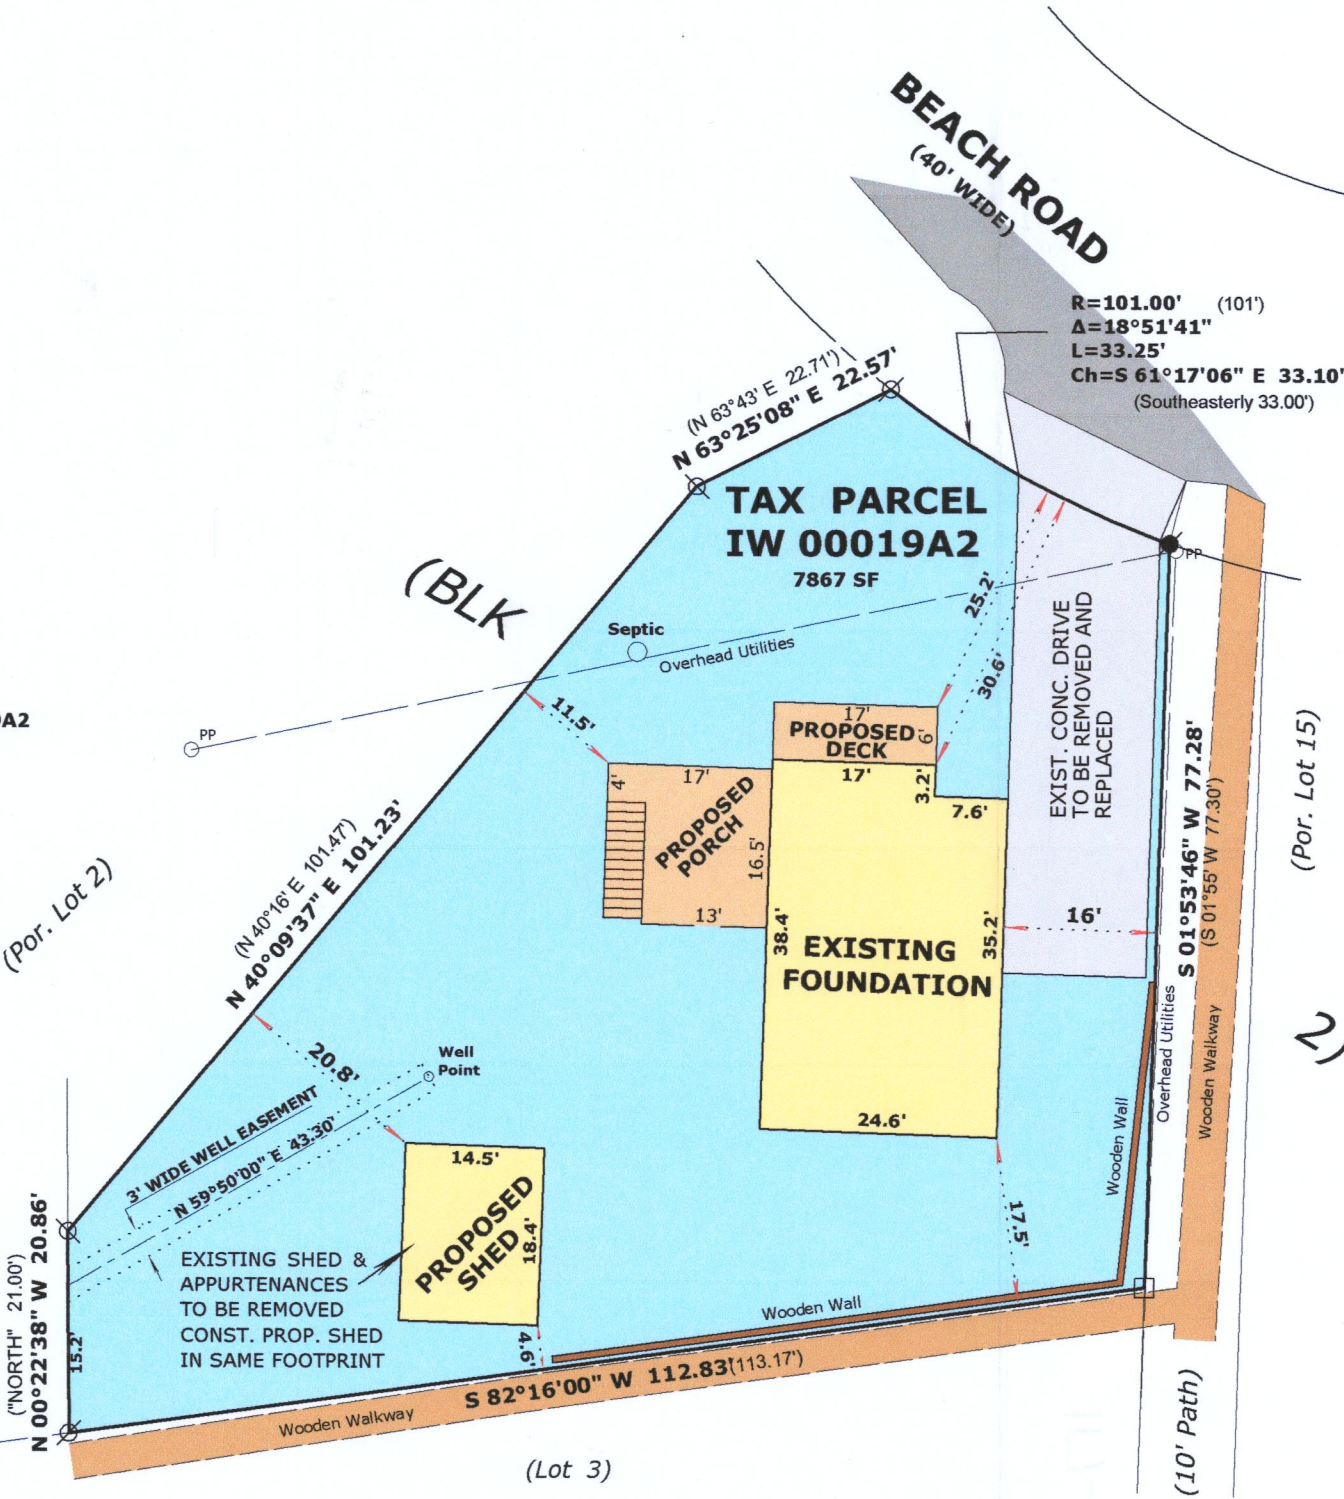 BEACH ROAD
(40' WIDE)
R=101.00' (101')
Δ=18°51'41"
L=33.25'
Ch=S 61°17'06" E 33.10'
(Southeasterly 33.00')
(N 63°43' E 22.71')
N 63°25'08" E 22.57'
TAX PARCEL
IW 00019A2
7867 SF
(BLK
PP
Septic
Overhead Utilities
25.2'
30.6'
EXIST. CONC. DRIVE
TO BE REMOVED AND
REPLACED
A2
PP
11.5'
17'
PROPOSED
DECK
6'
17'
3.2'
7.6'
4'
17'
PROPOSED
PORCH
16.5'
13'
38.4'
35.2'
EXISTING
FOUNDATION
24.6'
16'
S 01°53'46" W 77.28'
(S 01°55' W 77.30')
(Por. Lot 15)
(Por. Lot 2)
(N 40°16' E 101.47')
N 40°09'37" E 101.23'
2)
Overhead Utilities
Wooden Walkway
Wooden Wall
20.8'
Well
Point
3' WIDE WELL EASEMENT
N 59°50'00" E 43.30'
14.5'
PROPOSED
SHED
18.4'
17.5'
EXISTING SHED &
APPURTENANCES
TO BE REMOVED
CONST. PROP. SHED
IN SAME FOOTPRINT
("NORTH" 21.00')
N 00°22'38" W 20.86'
15.2'
4.6'
Wooden Wall
S 82°16'00" W 112.83'(113.17')
Wooden Walkway
(Lot 3)
(10' Path)